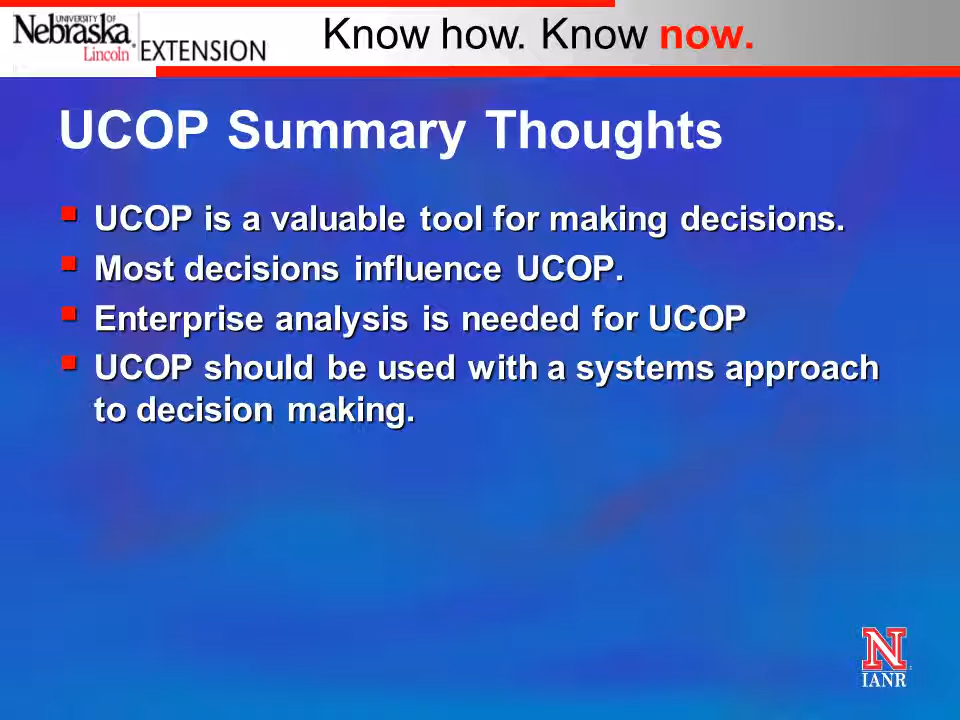 UNIVERSITY OF
Nebraska
Lincoln
EXTENSION
Know how. Know now.
UCOP Summary Thoughts
UCOP is a valuable tool for making decisions.
Most decisions influence UCOP.
Enterprise analysis is needed for UCOP
UCOP should be used with a systems approach
to decision making.
N
IANR